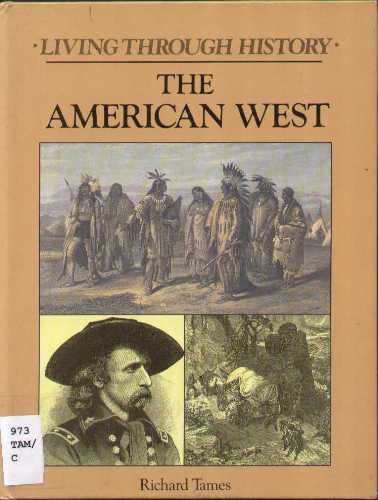 · LIVING THROUGH HISTORY ·
THE
AMERICAN WEST
973
TAM/
C
Richard Tames